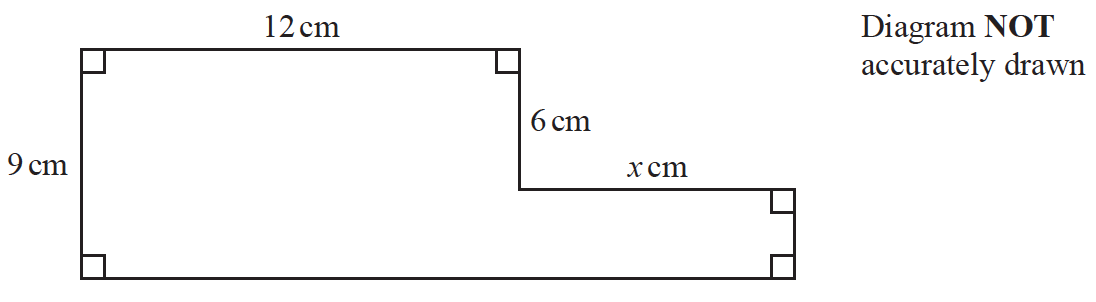 12 cm
Diagram NOT
accurately drawn
6 cm
9 cm
x cm